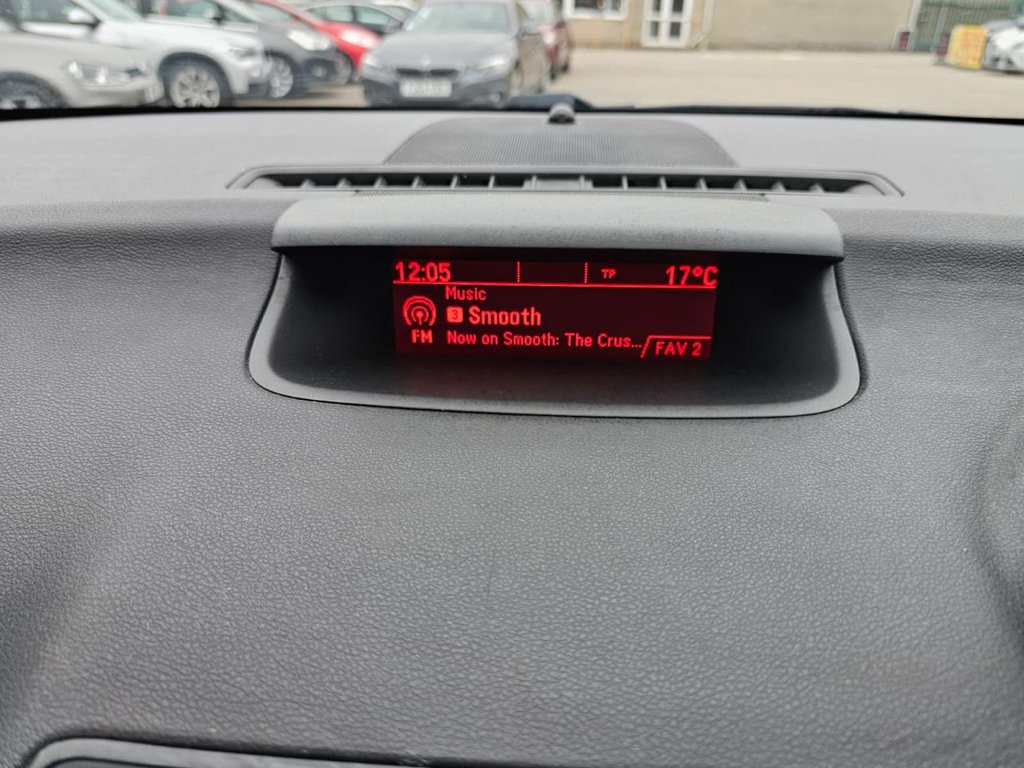 12:05 TP 17°C
Music
3 Smooth
FM Now on Smooth: The Crus... FAV 2